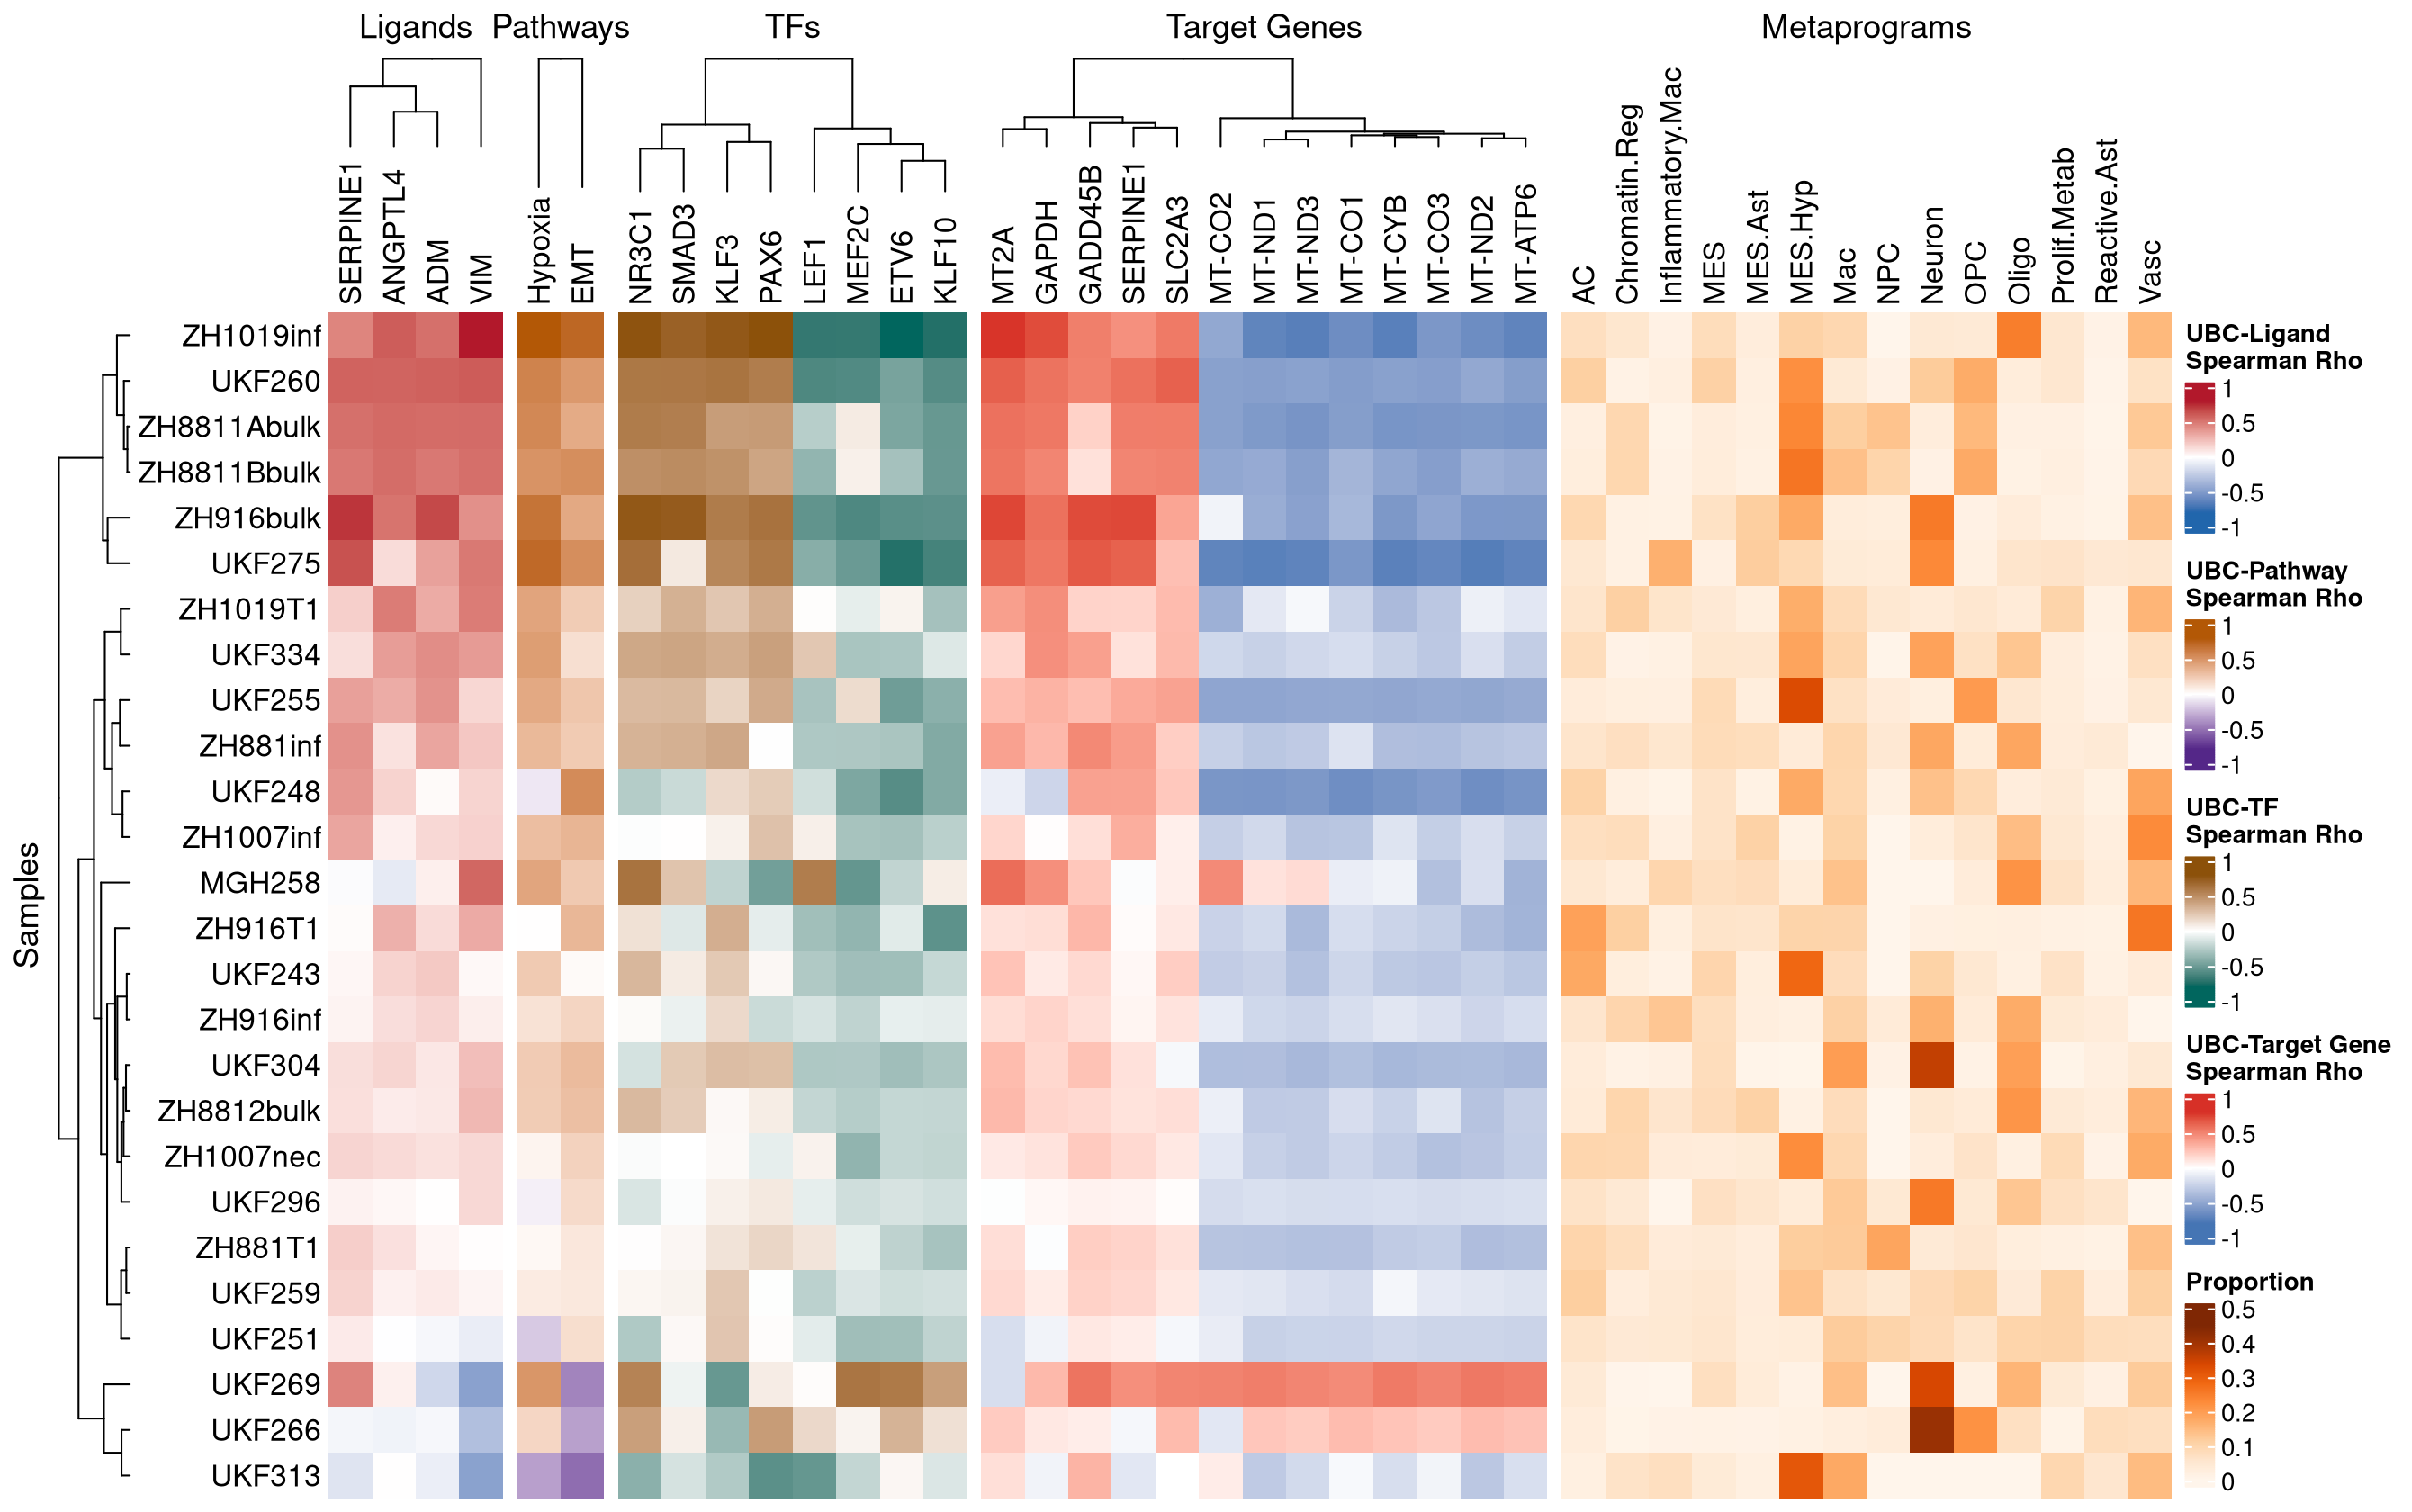 Ligands Pathways TFs Target Genes Metaprograms
SERPINE1 ANGPTL4 ADM VIM Hypoxia EMT NR3C1 SMAD3 KLF3 PAX6 LEF1 MEF2C ETV6 KLF10 MT2A GAPDH GADD45B SERPINE1 SLC2A3 MT-CO2 MT-ND1 MT-ND3 MT-CO1 MT-CYB MT-CO3 MT-ND2 MT-ATP6 AC Chromatin.Reg Inflammatory.Mac MES MES.Ast MES.Hyp Mac NPC Neuron OPC Oligo Prolif.Metab Reactive.Ast Vasc
Samples
ZH1019inf
UKF260
ZH8811Abulk
ZH8811Bbulk
ZH916bulk
UKF275
ZH1019T1
UKF334
UKF255
ZH881inf
UKF248
ZH1007inf
MGH258
ZH916T1
UKF243
ZH916inf
UKF304
ZH8812bulk
ZH1007nec
UKF296
ZH881T1
UKF259
UKF251
UKF269
UKF266
UKF313
UBC-Ligand
Spearman Rho
1
0.5
0
-0.5
-1
UBC-Pathway
Spearman Rho
1
0.5
0
-0.5
-1
UBC-TF
Spearman Rho
1
0.5
0
-0.5
-1
UBC-Target Gene
Spearman Rho
1
0.5
0
-0.5
-1
Proportion
0.5
0.4
0.3
0.2
0.1
0